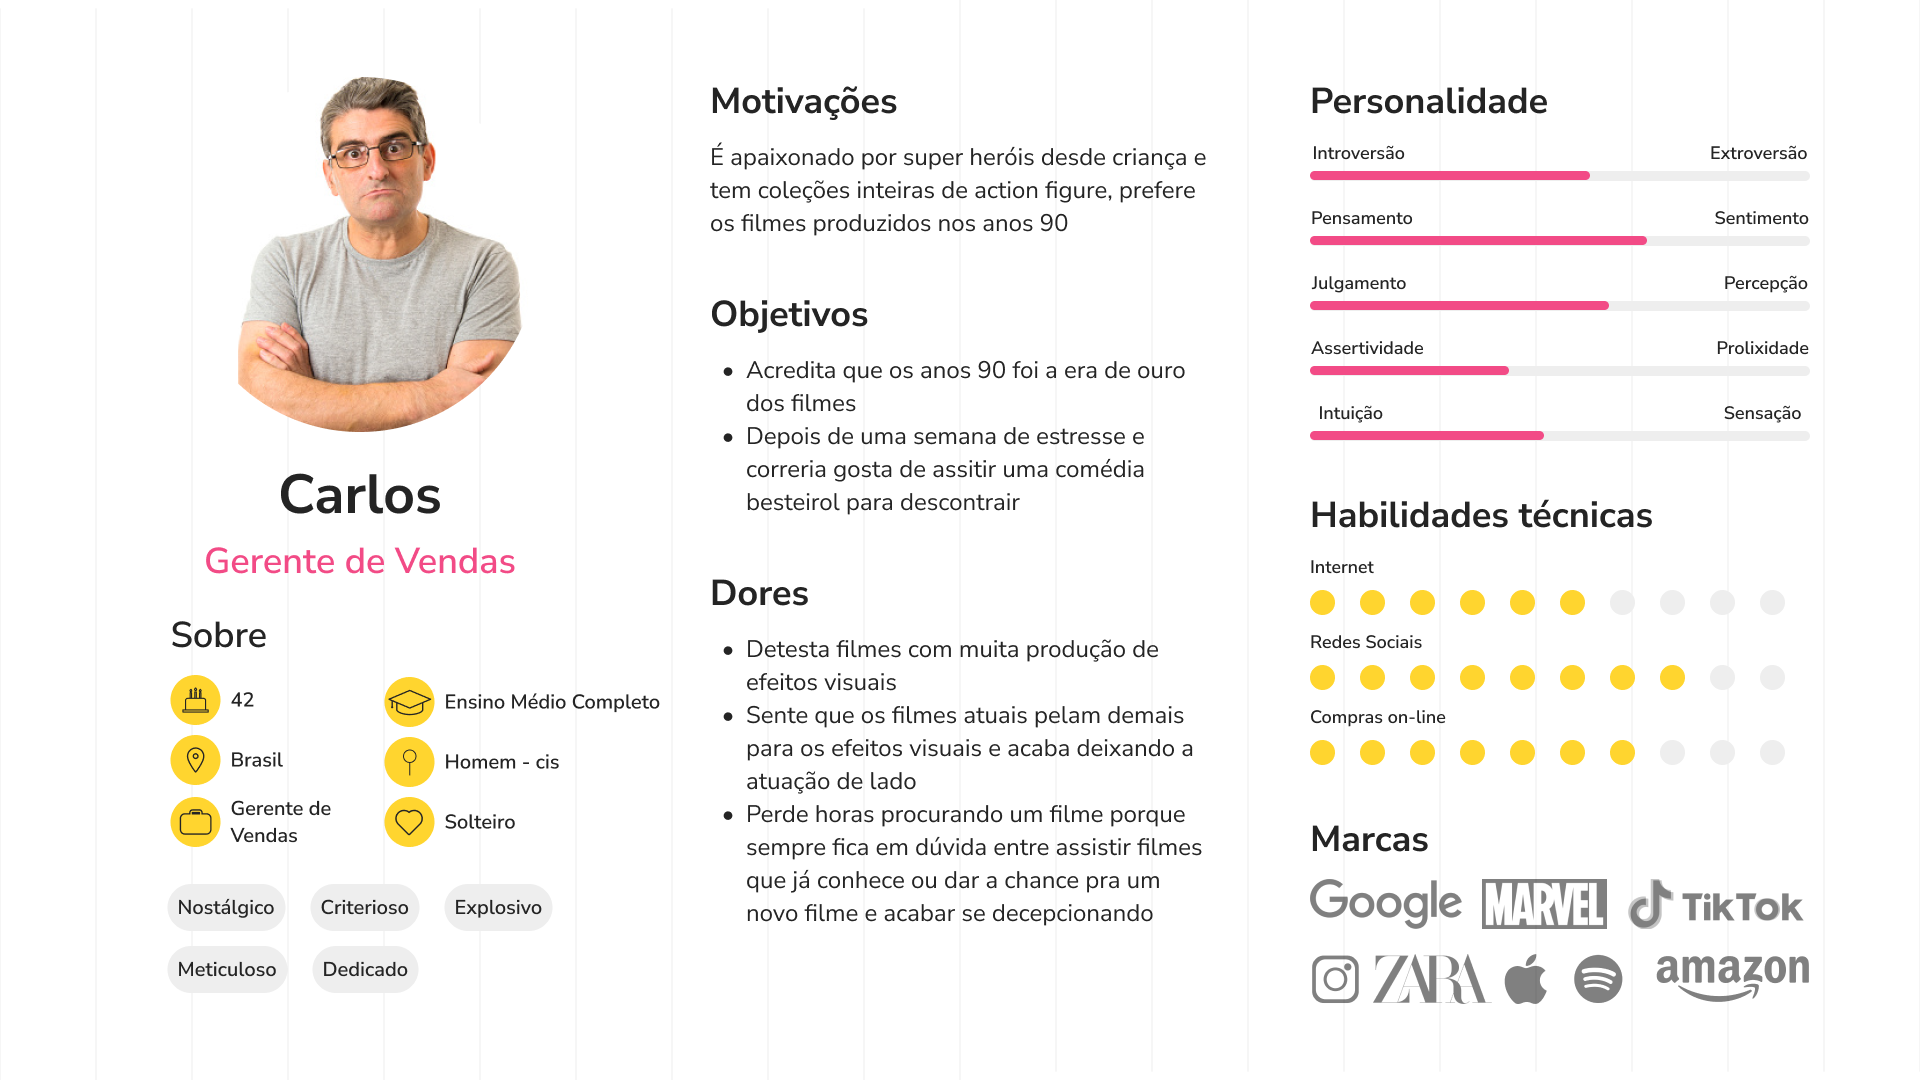 Carlos
Gerente de Vendas
Sobre
42
Brasil
Gerente de
Vendas
Ensino Médio Completo
Homem - cis
Solteiro
Nostálgico
Criterioso
Explosivo
Meticuloso
Dedicado
Motivações
É apaixonado por super heróis desde criança e
tem coleções inteiras de action figure, prefere
os filmes produzidos nos anos 90
Objetivos
• Acredita que os anos 90 foi a era de ouro
dos filmes
• Depois de uma semana de estresse e
correria gosta de assitir uma comédia
besteirol para descontrair
Dores
• Detesta filmes com muita produção de
efeitos visuais
• Sente que os filmes atuais pelam demais
para os efeitos visuais e acaba deixando a
atuação de lado
• Perde horas procurando um filme porque
sempre fica em dúvida entre assistir filmes
que já conhece ou dar a chance pra um
novo filme e acabar se decepcionando
Personalidade
Introversão Extroversão
Pensamento Sentimento
Julgamento Percepção
Assertividade Prolixidade
Intuição Sensação
Habilidades técnicas
Internet
Redes Sociais
Compras on-line
Marcas
Google MARVEL TikTok
ZARA amazon